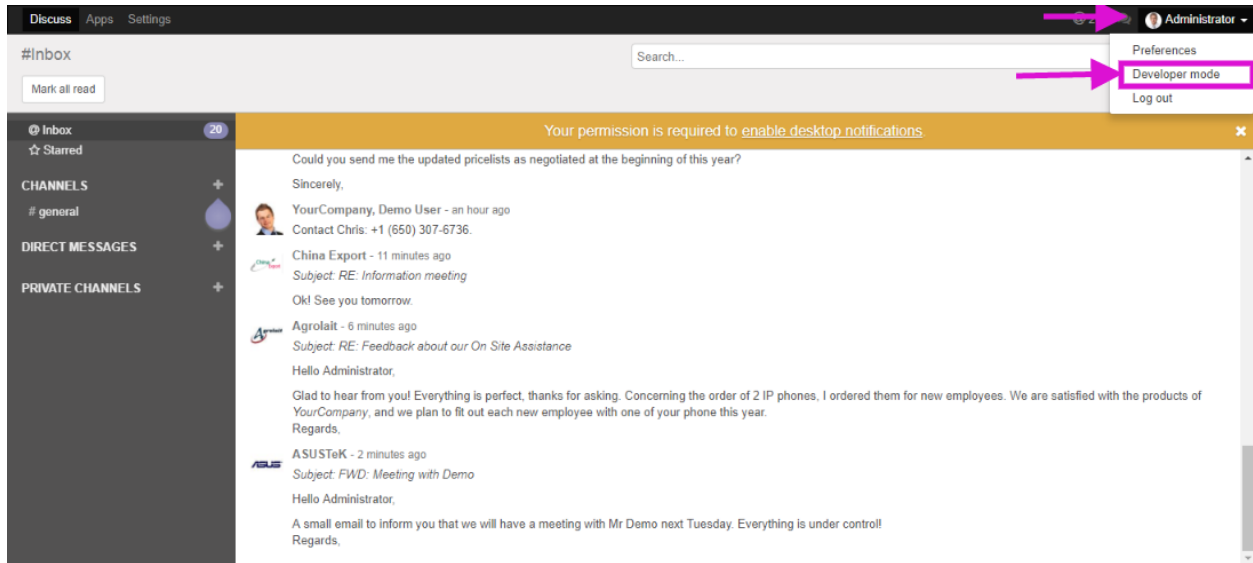 Discuss Apps Settings
Administrator
#Inbox
Search...
Preferences
Developer mode
Log out
Mark all read
@ Inbox 20
Starred
CHANNELS +
# general
DIRECT MESSAGES +
PRIVATE CHANNELS +
Your permission is required to enable desktop notifications.
Could you send me the updated pricelists as negotiated at the beginning of this year?
Sincerely,
YourCompany, Demo User - an hour ago
Contact Chris: +1 (650) 307-6736.
China Export - 11 minutes ago
Subject: RE: Information meeting
Ok! See you tomorrow.
Agrolait
Agrolait - 6 minutes ago
Subject: RE: Feedback about our On Site Assistance
Hello Administrator,
Glad to hear from you! Everything is perfect, thanks for asking. Concerning the order of 2 IP phones, I ordered them for new employees. We are satisfied with the products of
YourCompany, and we plan to fit out each new employee with one of your phone this year.
Regards,
ASUS
ASUSTeK - 2 minutes ago
Subject: FWD: Meeting with Demo
Hello Administrator,
A small email to inform you that we will have a meeting with Mr Demo next Tuesday. Everything is under control!
Regards,